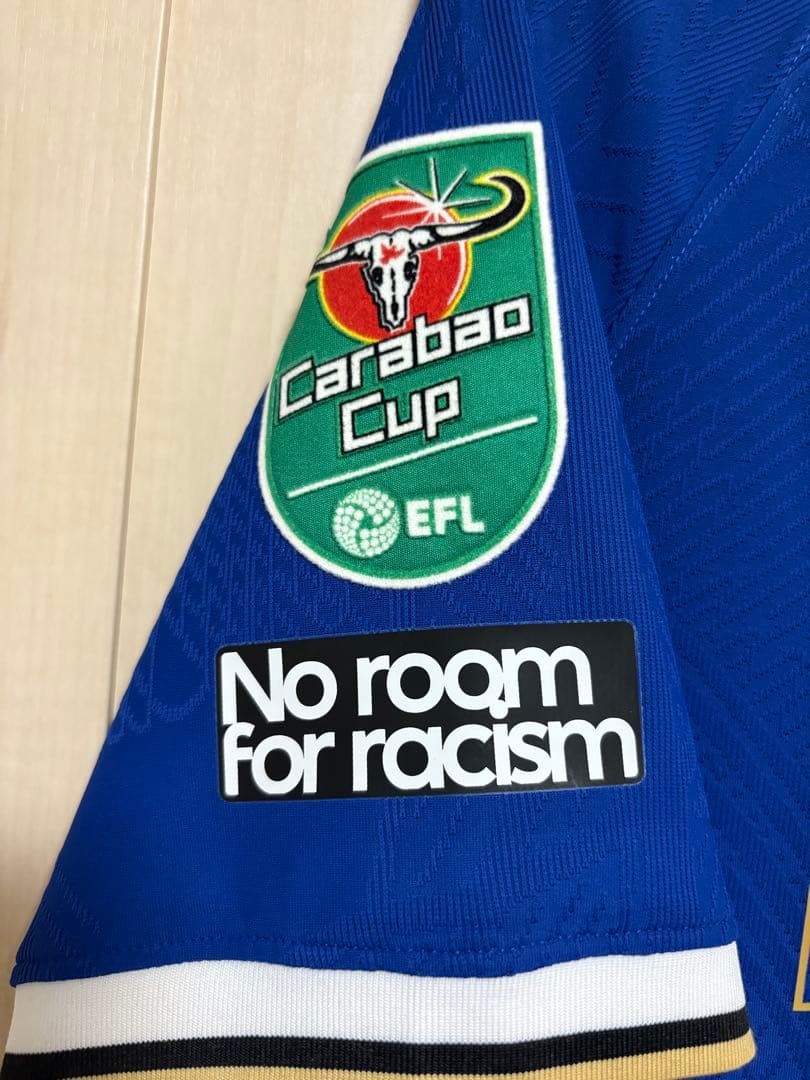 Carabao
Cup
EFL
No room
for racism